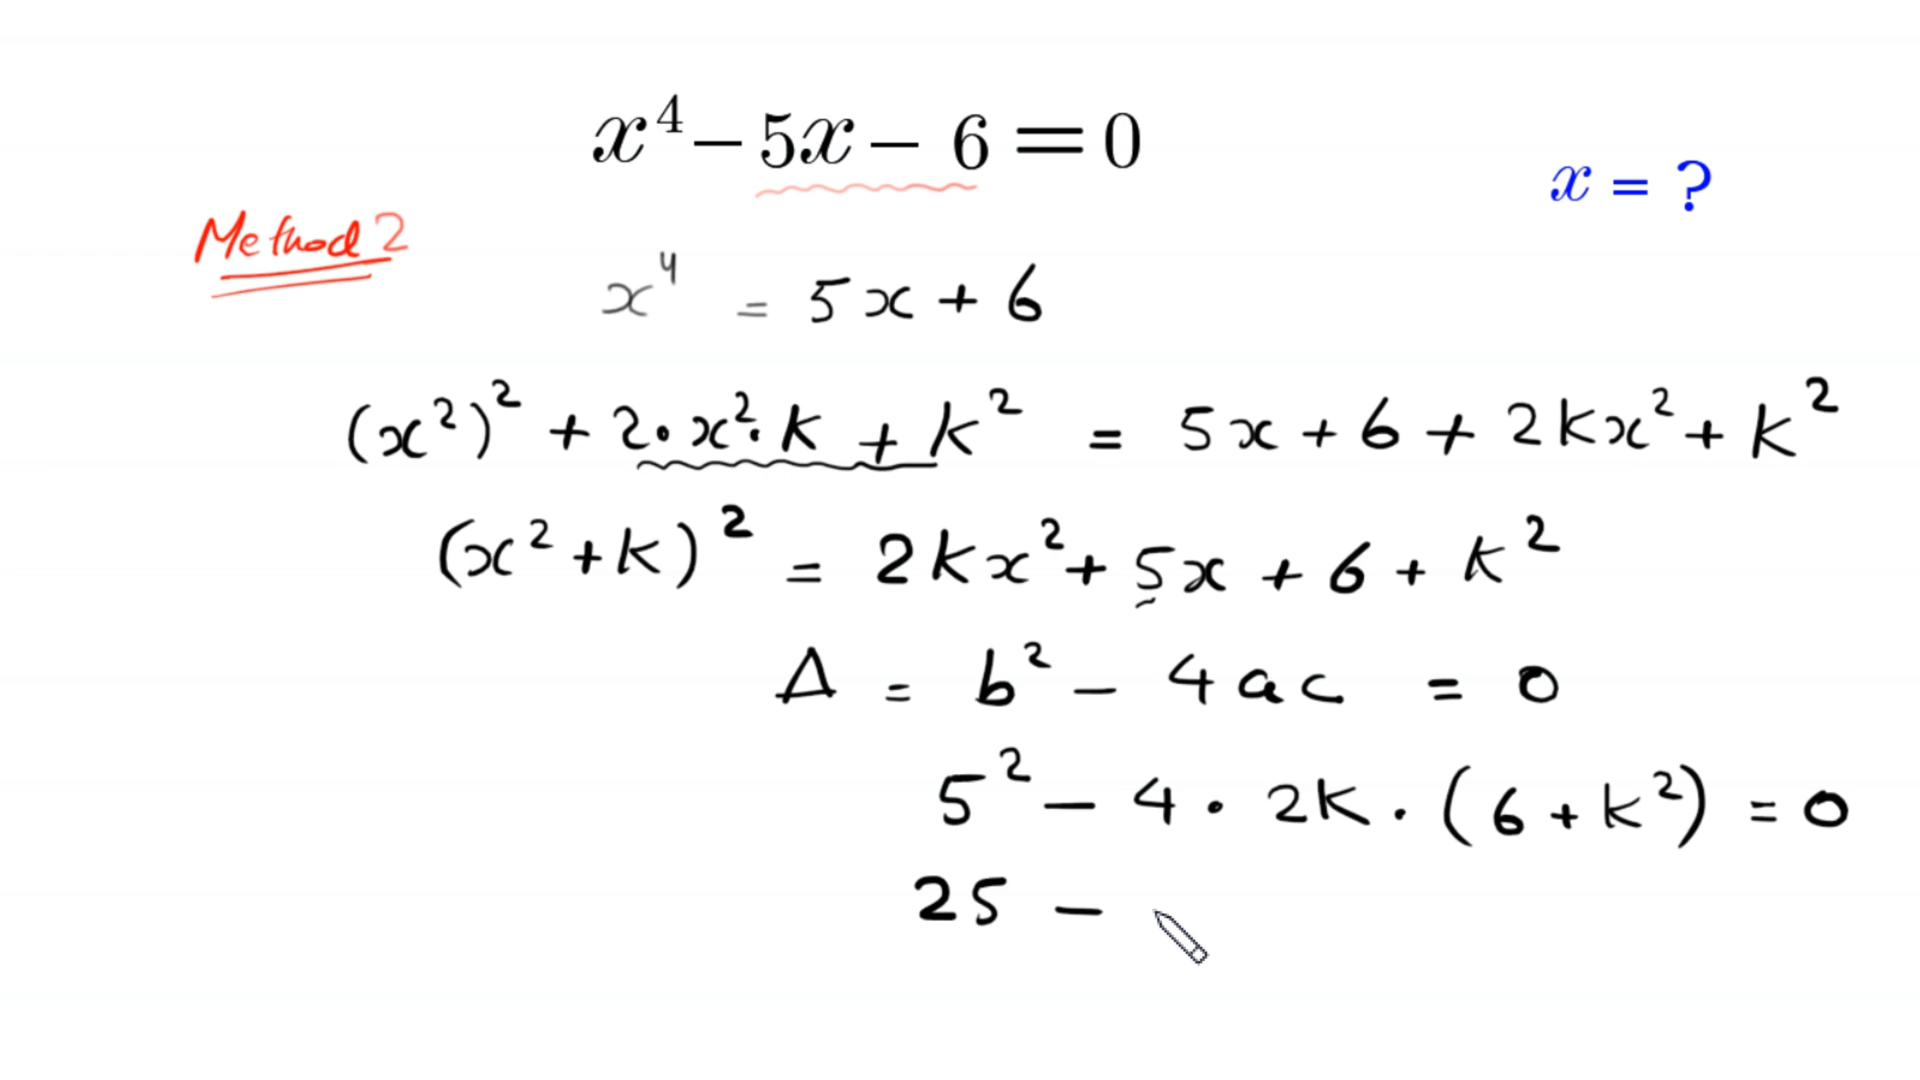 x⁴ – 5x – 6 = 0
x = ?
Method 2
x⁴ = 5x + 6
(x²)² + 2·x²·k + k² = 5x + 6 + 2kx² + k²
(x² + k)² = 2kx² + 5x + 6 + k²
Δ = b² – 4ac = 0
5² – 4 · 2k · (6 + k²) = 0
25 –